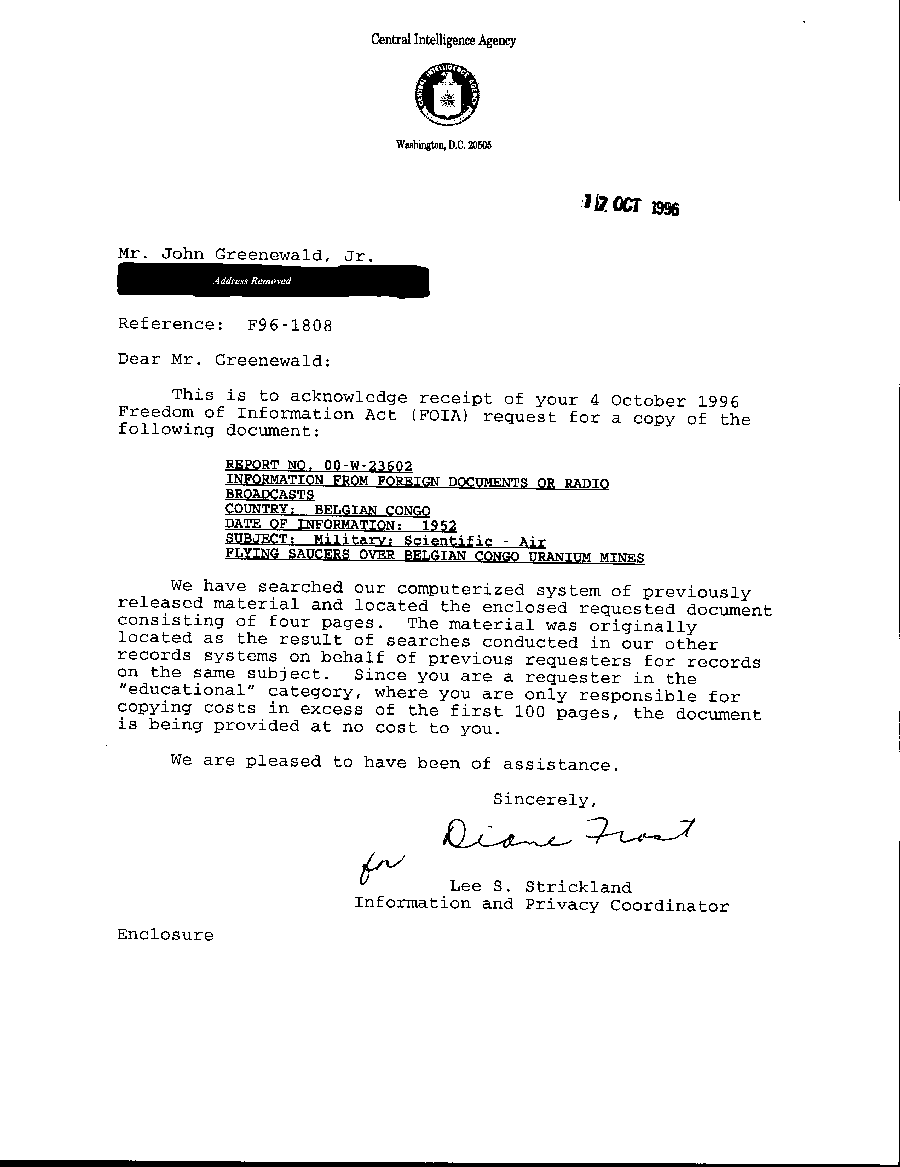 Central Intelligence Agency
CENTRAL INTELLIGENCE AGENCY
Washington, D.C. 20505
17 OCT 1996
Mr. John Greenewald, Jr.
Address Removed
Reference: F96-1808
Dear Mr. Greenewald:
This is to acknowledge receipt of your 4 October 1996
Freedom of Information Act (FOIA) request for a copy of the
following document:
REPORT NO. 00-W-23602
INFORMATION FROM FOREIGN DOCUMENTS OR RADIO
BROADCASTS
COUNTRY: BELGIAN CONGO
DATE OF INFORMATION: 1952
SUBJECT: Military; Scientific - Air
FLYING SAUCERS OVER BELGIAN CONGO URANIUM MINES
We have searched our computerized system of previously
released material and located the enclosed requested document
consisting of four pages. The material was originally
located as the result of searches conducted in our other
records systems on behalf of previous requesters for records
on the same subject. Since you are a requester in the
"educational" category, where you are only responsible for
copying costs in excess of the first 100 pages, the document
is being provided at no cost to you.
We are pleased to have been of assistance.
Sincerely,
Diane Frost
for
Lee S. Strickland
Information and Privacy Coordinator
Enclosure